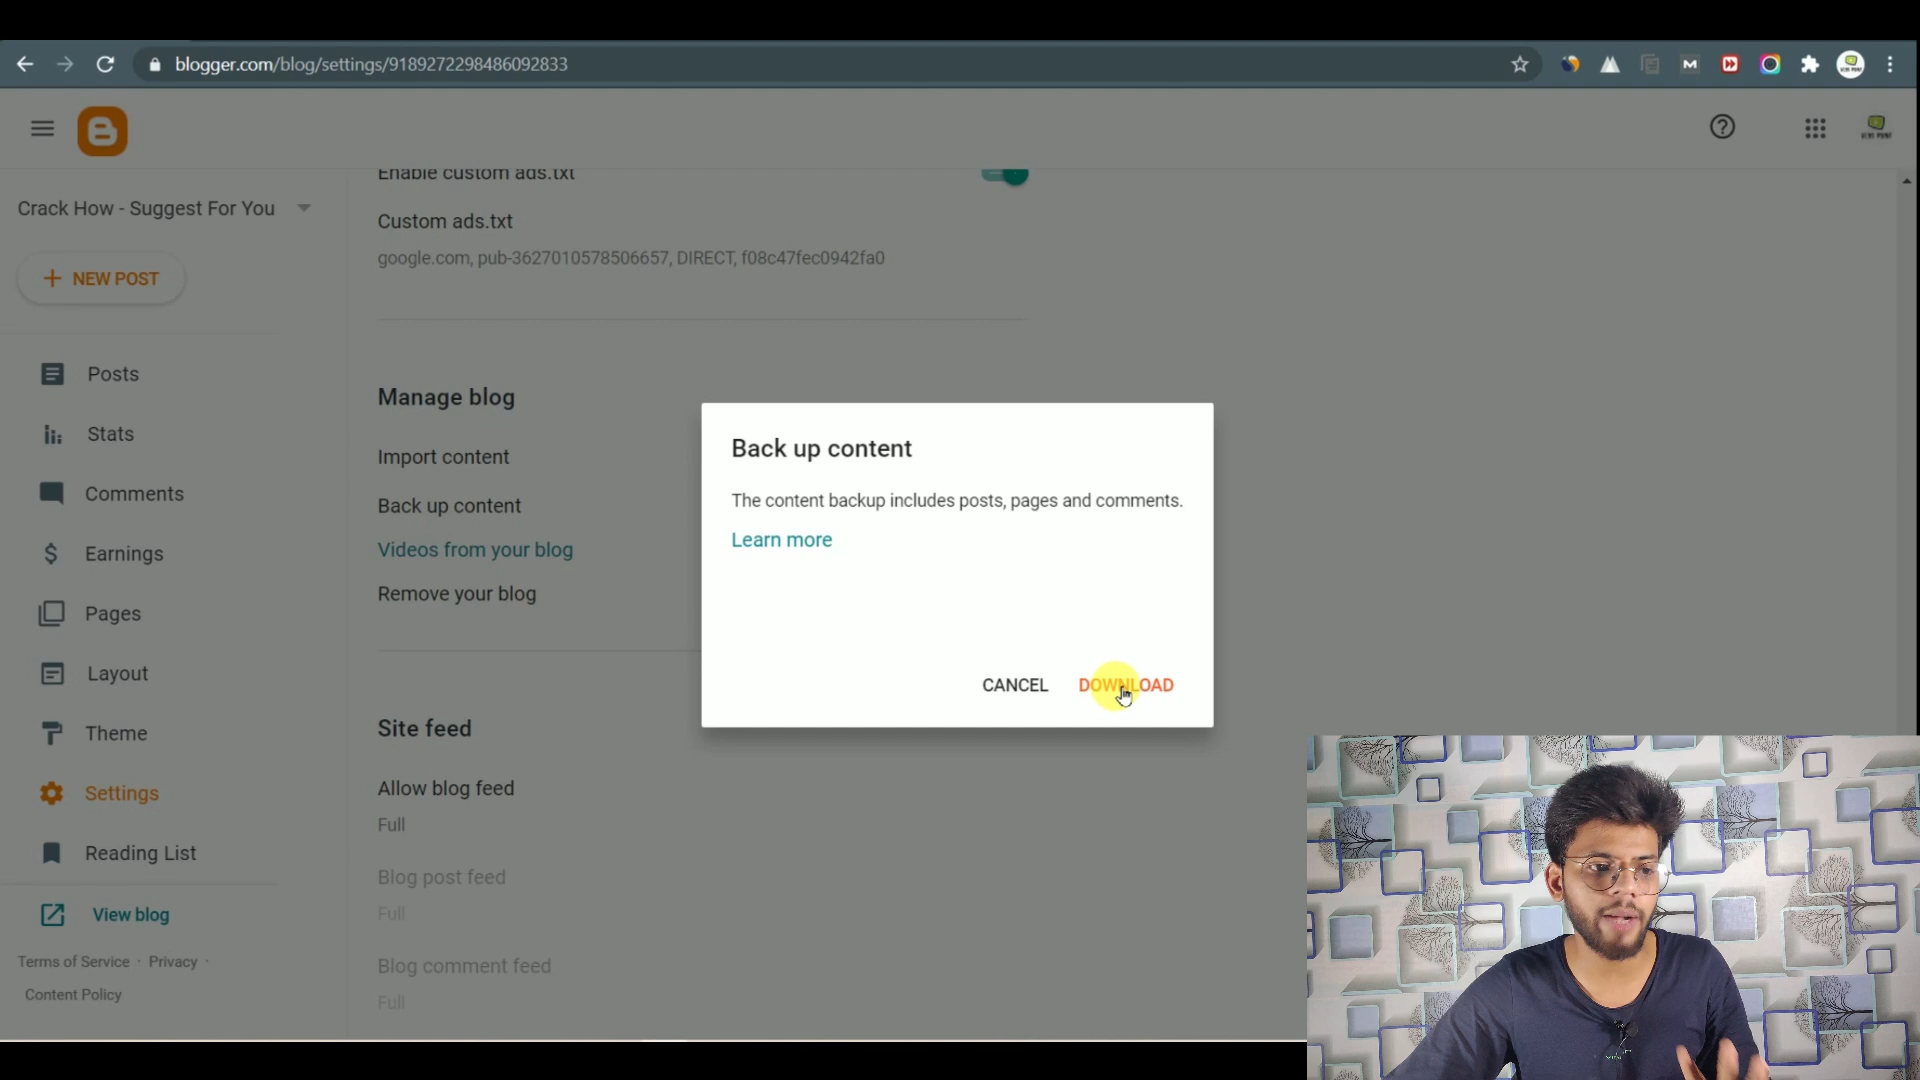 blogger.com/blog/settings/9189272298486092833
Enable custom ads.txt
Crack How - Suggest For You
Custom ads.txt
google.com, pub-3627010578506657, DIRECT, f08c47fec0942fa0
NEW POST
Posts
Stats
Comments
Earnings
Pages
Layout
Theme
Settings
Reading List
View blog
Terms of Service · Privacy ·
Content Policy
Manage blog
Import content
Back up content
Videos from your blog
Remove your blog
Site feed
Allow blog feed
Full
Blog post feed
Full
Blog comment feed
Full
Back up content
The content backup includes posts, pages and comments.
Learn more
CANCEL
DOWNLOAD